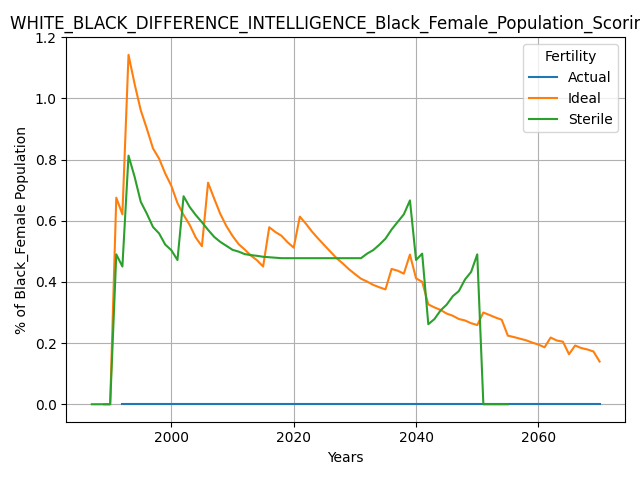 WHITE_BLACK_DIFFERENCE_INTELLIGENCE_Black_Female_Population_Scorin
1.2
1.0
0.8
0.6
0.4
0.2
0.0
% of Black_Female Population
Fertility
Actual
Ideal
Sterile
2000
2020
2040
2060
Years